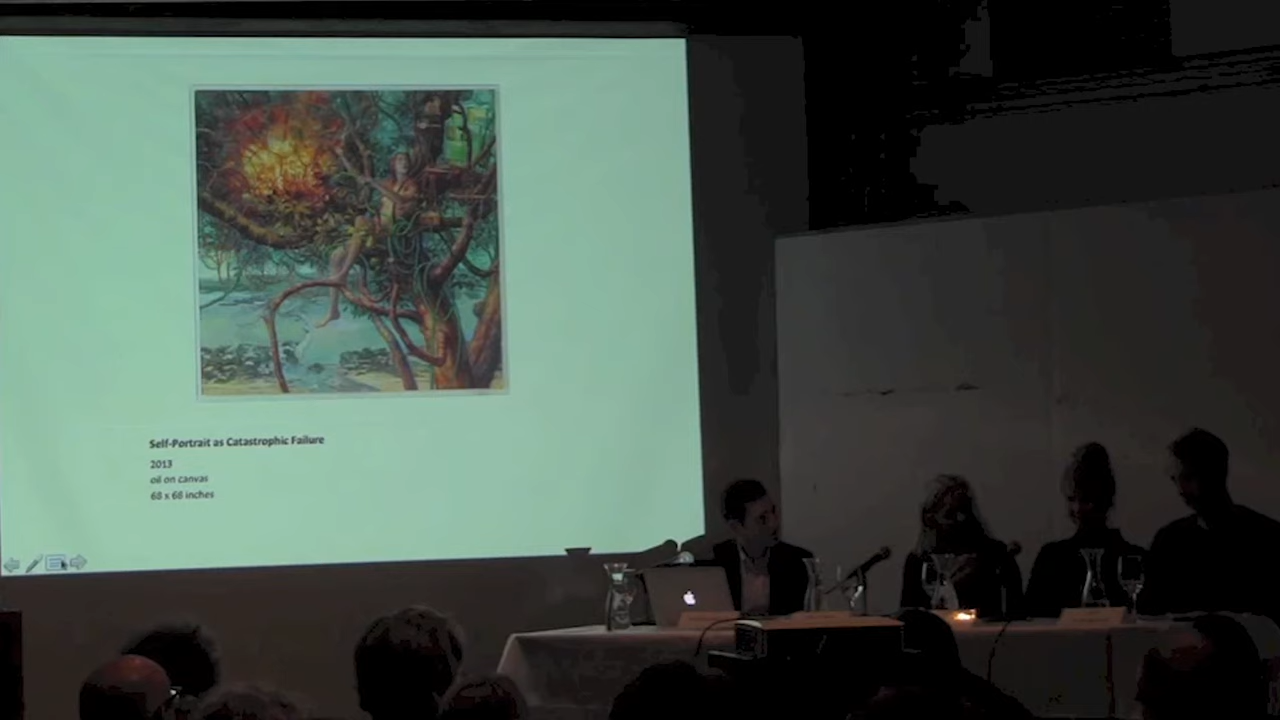 Self-Portrait as Catastrophic Failure
2013
oil on canvas
68 x 68 inches